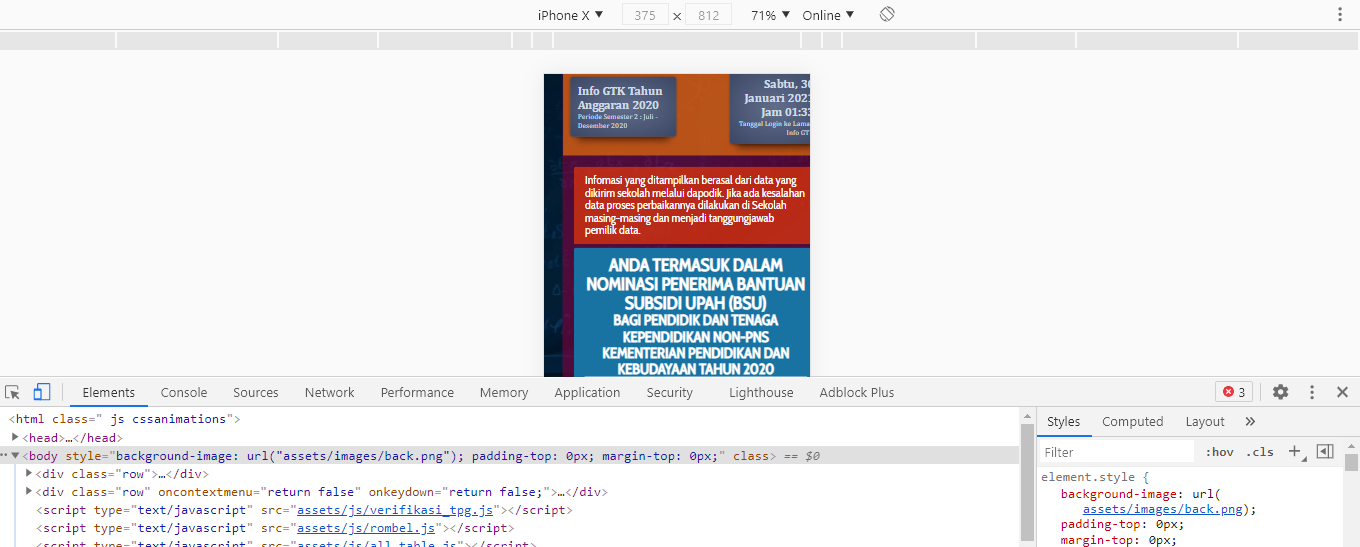 iPhone X ▼ 375 × 812 71% ▼ Online ▼
Info GTK Tahun
Anggaran 2020
Periode Semester 2 : Juli -
Desember 2020
Sabtu, 30
Januari 2021
Jam 01:33
Tanggal Login ke Laman
Info GT
Infomasi yang ditampilkan berasal dari data yang
dikirim sekolah melalui dapodik. Jika ada kesalahan
data proses perbaikannya dilakukan di Sekolah
masing-masing dan menjadi tanggungjawab
pemilik data.
ANDA TERMASUK DALAM
NOMINASI PENERIMA BANTUAN
SUBSIDI UPAH (BSU)
BAGI PENDIDIK DAN TENAGA
KEPENDIDIKAN NON-PNS
KEMENTERIAN PENDIDIKAN DAN
KEBUDAYAAN TAHUN 2020
Elements Console Sources Network Performance Memory Application Security Lighthouse Adblock Plus 3
<html class=" js cssanimations">
<head>…</head>
<body style="background-image: url("assets/images/back.png"); padding-top: 0px; margin-top: 0px;" class> == $0
<div class="row">…</div>
<div class="row" oncontextmenu="return false" onkeydown="return false;">…</div>
<script type="text/javascript" src="assets/js/verifikasi_tpg.js"></script>
<script type="text/javascript" src="assets/js/rombel.js"></script>
<script type="text/javascript" src="assets/js/all_table.js"></script>
Styles Computed Layout »
Filter :hov .cls +
element.style {
background-image: url(
assets/images/back.png);
padding-top: 0px;
margin-top: 0px;